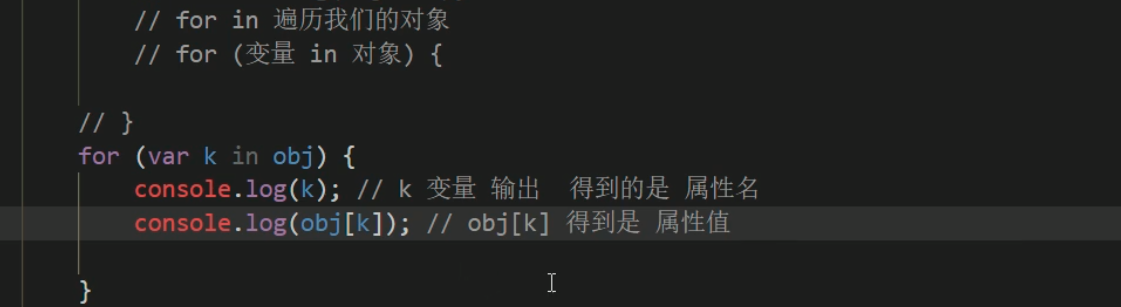 // for in 遍历我们的对象
// for (变量 in 对象) {
// }
for (var k in obj) {
console.log(k); // k 变量 输出  得到的是 属性名
console.log(obj[k]); // obj[k] 得到是 属性值
}